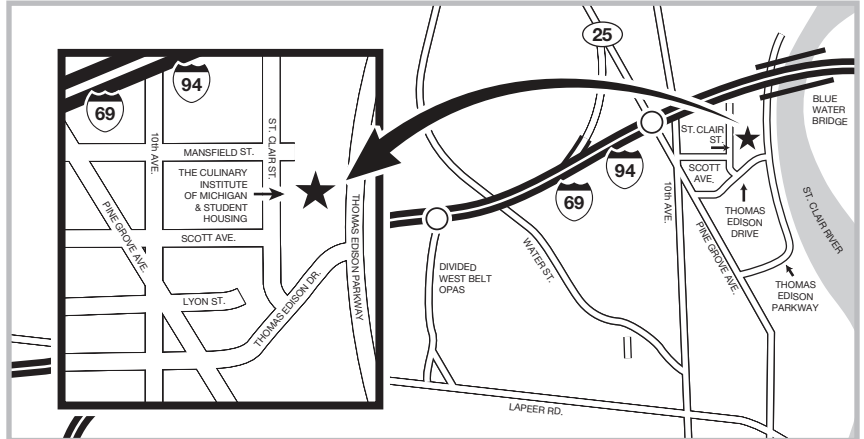 94
69
10th AVE.
ST. CLAIR ST.
MANSFIELD ST.
THE CULINARY
INSTITUTE
OF MICHIGAN
& STUDENT
HOUSING
PINE GROVE AVE.
SCOTT AVE.
THOMAS EDISON PARKWAY
LYON ST.
THOMAS EDISON DR.
25
BLUE
WATER
BRIDGE
ST. CLAIR
ST.
94
69
SCOTT
AVE.
10th AVE.
THOMAS
EDISON
DRIVE
ST. CLAIR RIVER
PINE GROVE AVE.
WATER ST.
DIVIDED
WEST BELT
OPAS
THOMAS
EDISON
PARKWAY
LAPEER RD.